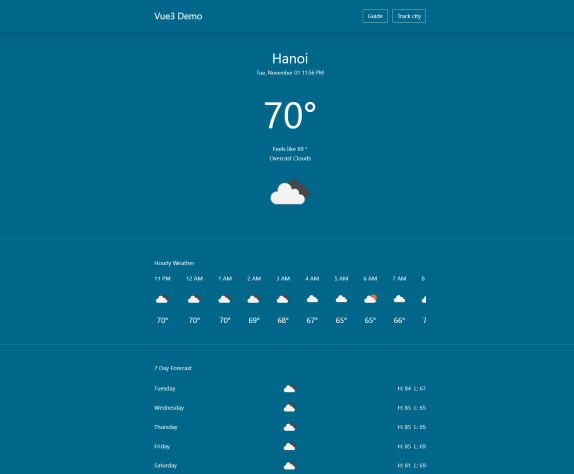 Vue3 Demo
Guide
Track city
Hanoi
Tue, November 01 11:56 PM
70°
Feels like 69 °
Overcast Clouds
Hourly Weather
11 PM 12 AM 1 AM 2 AM 3 AM 4 AM 5 AM 6 AM 7 AM 8
70° 70° 70° 69° 68° 67° 65° 65° 66° 7
7 Day Forecast
Tuesday H: 84 L: 67
Wednesday H: 85 L: 65
Thursday H: 85 L: 65
Friday H: 85 L: 69
Saturday H: 81 L: 69